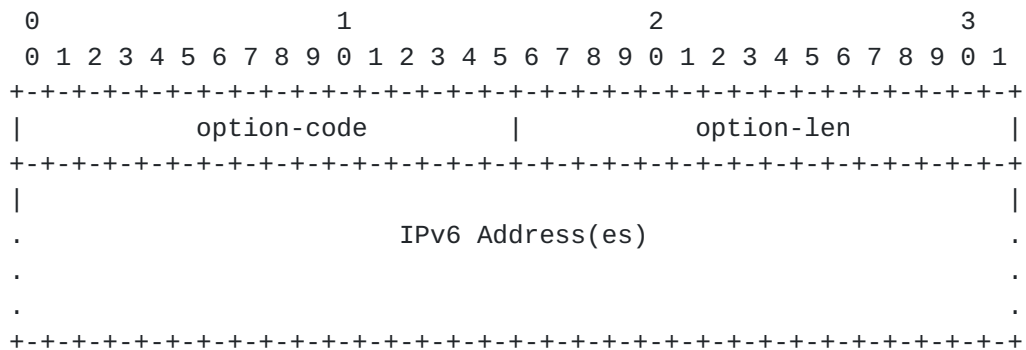 0                   1                   2                   3
 0 1 2 3 4 5 6 7 8 9 0 1 2 3 4 5 6 7 8 9 0 1 2 3 4 5 6 7 8 9 0 1
+-+-+-+-+-+-+-+-+-+-+-+-+-+-+-+-+-+-+-+-+-+-+-+-+-+-+-+-+-+-+-+-+
|           option-code         |           option-len          |
+-+-+-+-+-+-+-+-+-+-+-+-+-+-+-+-+-+-+-+-+-+-+-+-+-+-+-+-+-+-+-+-+
|                                                               |
.                        IPv6 Address(es)                       .
.                                                               .
.                                                               .
+-+-+-+-+-+-+-+-+-+-+-+-+-+-+-+-+-+-+-+-+-+-+-+-+-+-+-+-+-+-+-+-+